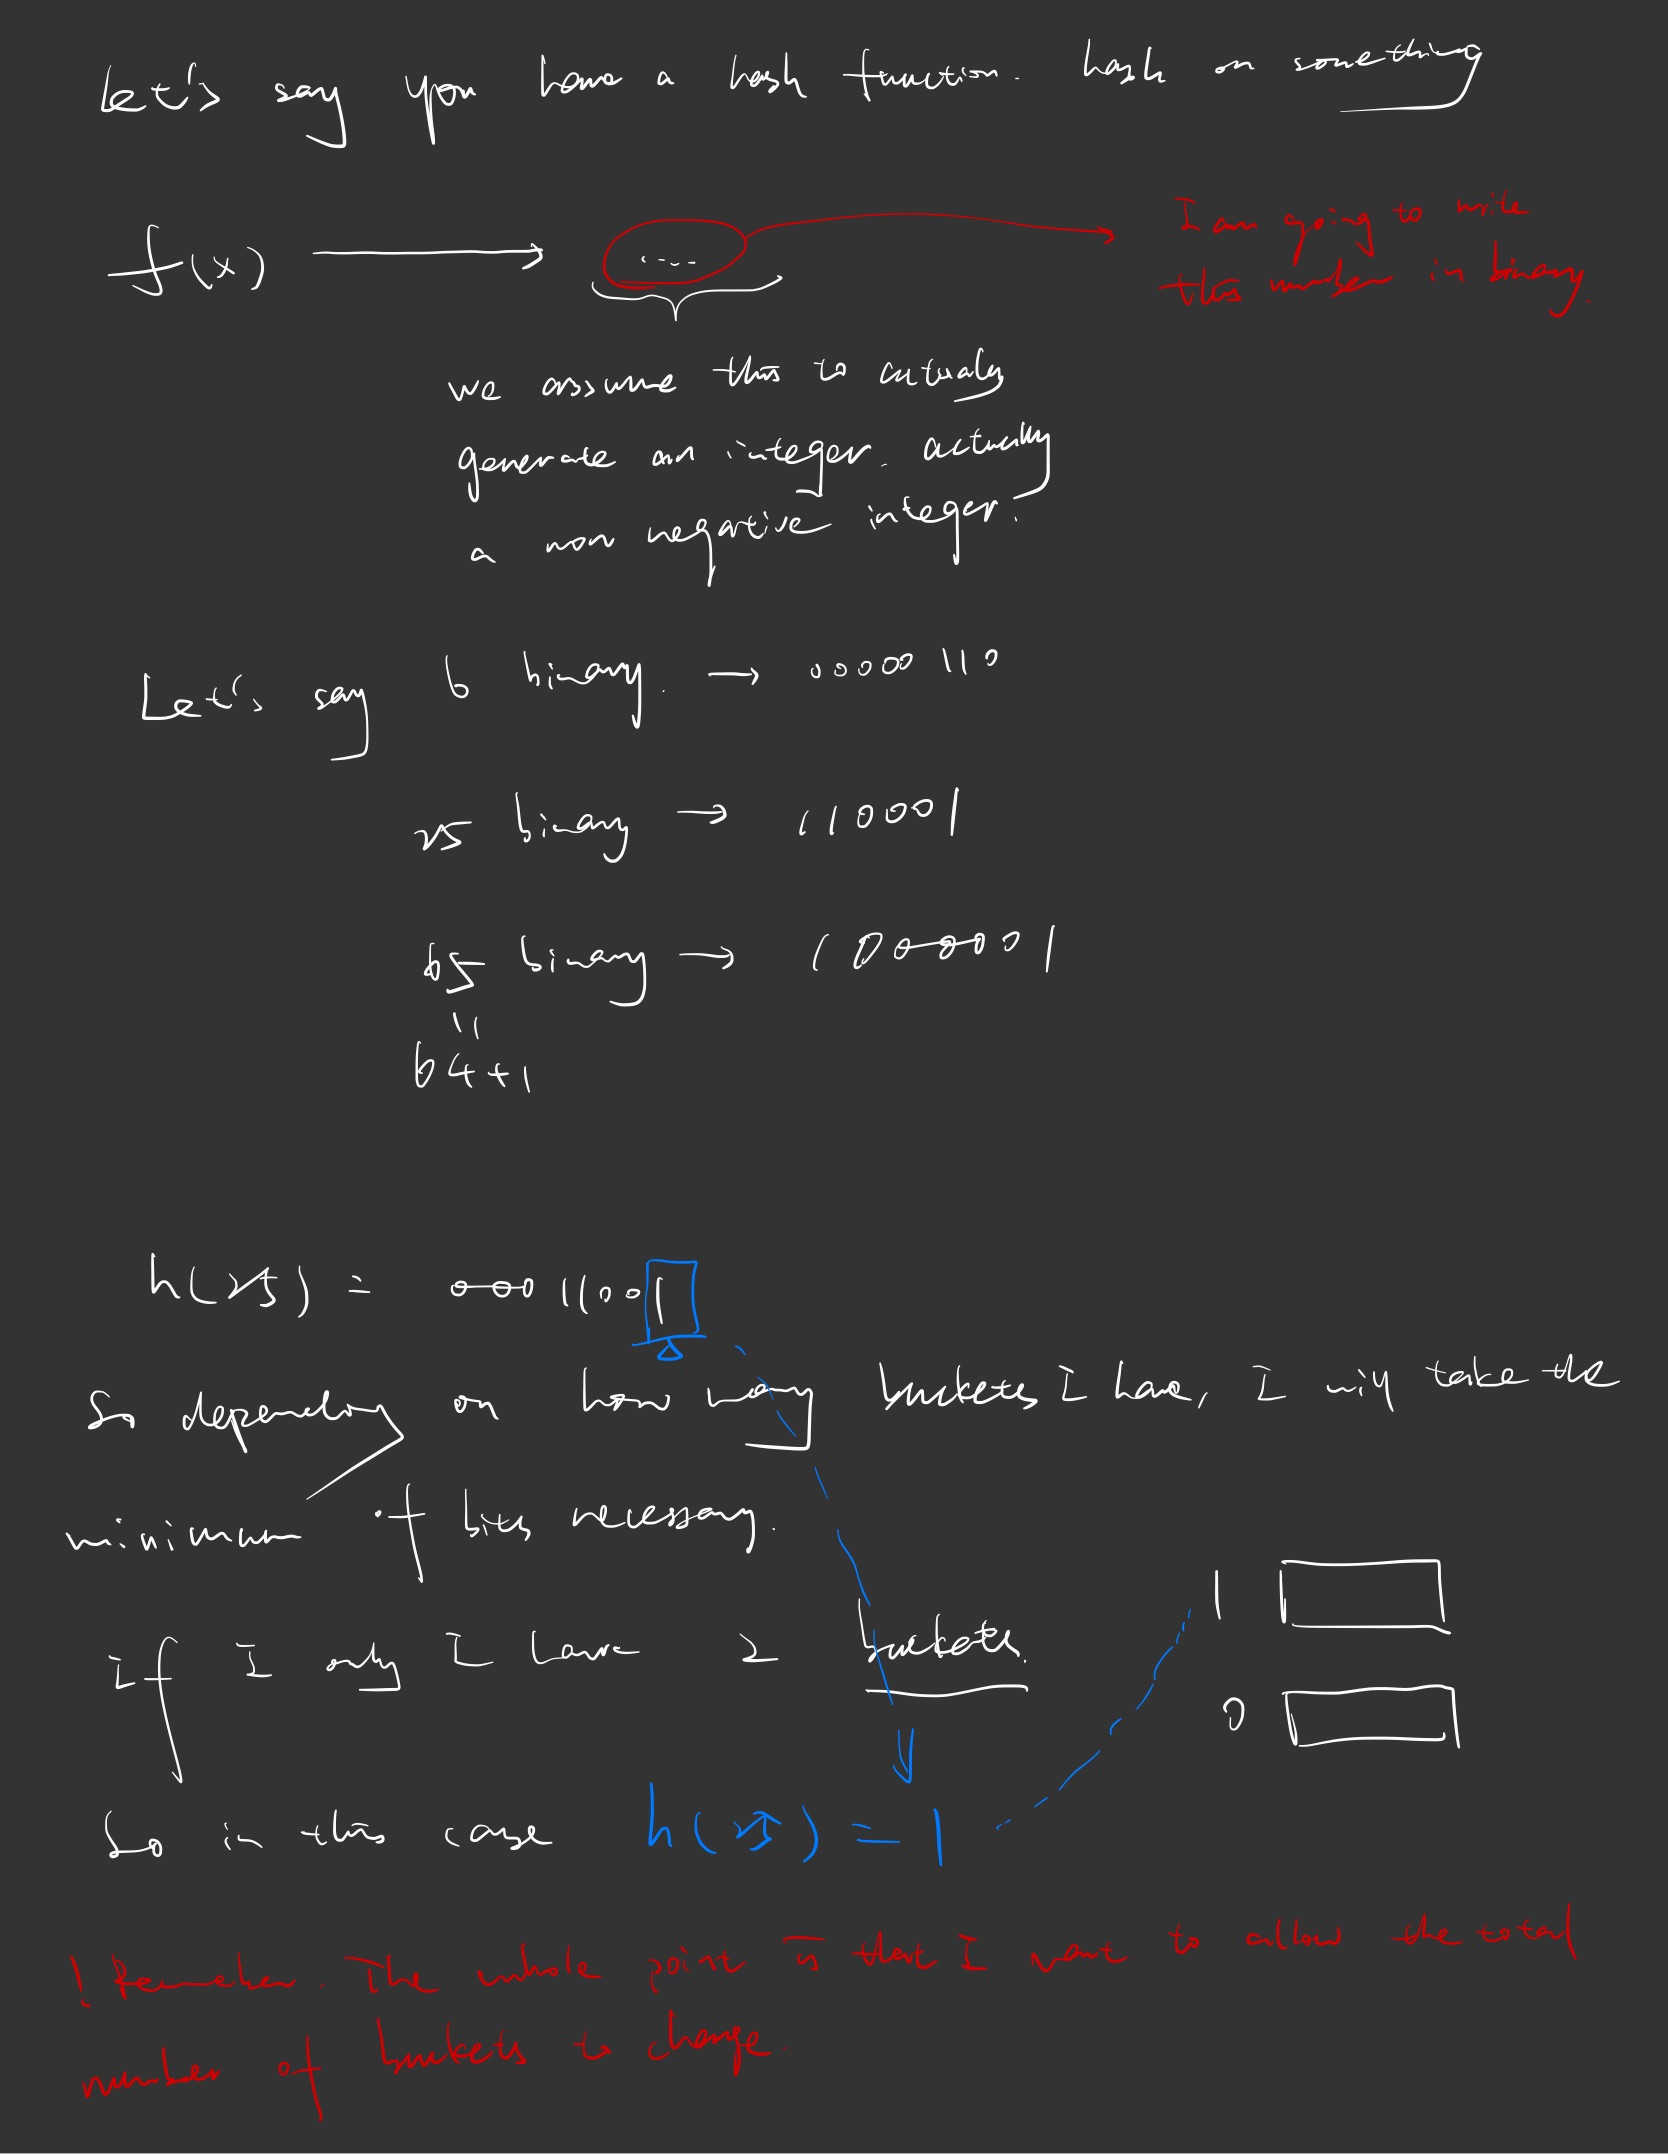 Let's say you have a hash function. hash on something
f(x) → ....
I am going to write
this number in binary.
we assume this to actualy
generate an integer. actually
a non negative integer.
Let's say 6 binary. → 00000110
25 binary → 110001
65 binary → 1000001
=
64+1
h(25) = 00011001
So depending on how many buckets I have, I will take the
minimum of bits necessary.
if I only I have 2 buckets.
1
0
So in this case h(25) = 1
! Remember. The whole point is that I want to allow the total
number of buckets to change.